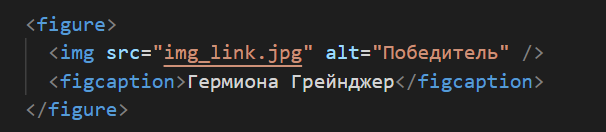 <figure>
<img src="img_link.jpg" alt="Победитель" />
<figcaption>Гермиона Грейнджер</figcaption>
</figure>